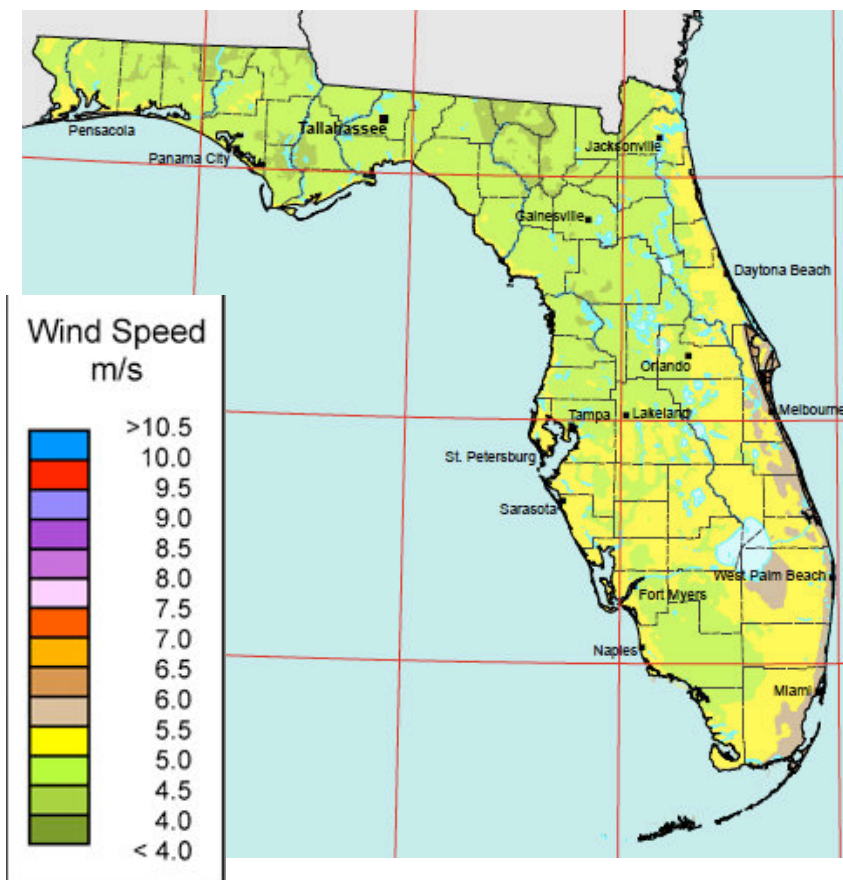 Pensacola
Tallahassee
Panama City
Jacksonville
Gainesville
Daytona Beach
Orlando
Melbourne
Tampa
Lakeland
St. Petersburg
Sarasota
West Palm Beach
Fort Myers
Naples
Miami
Wind Speed
m/s
>10.5
10.0
9.5
9.0
8.5
8.0
7.5
7.0
6.5
6.0
5.5
5.0
4.5
4.0
< 4.0